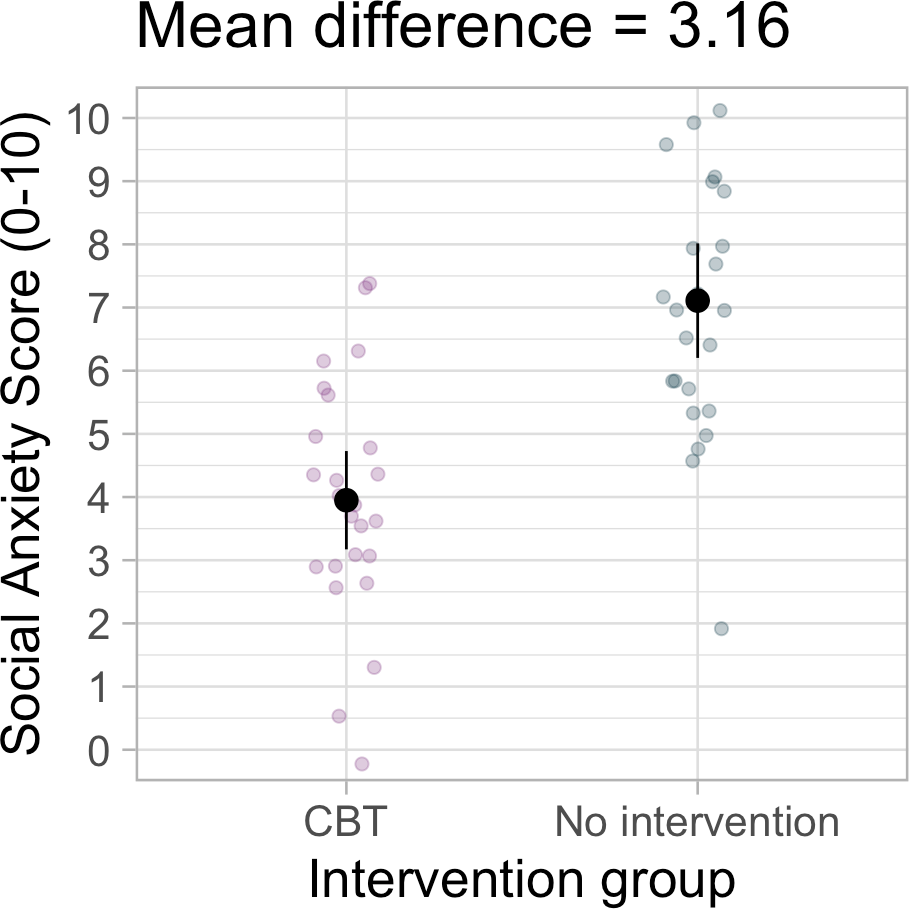 Mean difference = 3.16
Social Anxiety Score (0-10)
10
9
8
7
6
5
4
3
2
1
0
CBT No intervention
Intervention group